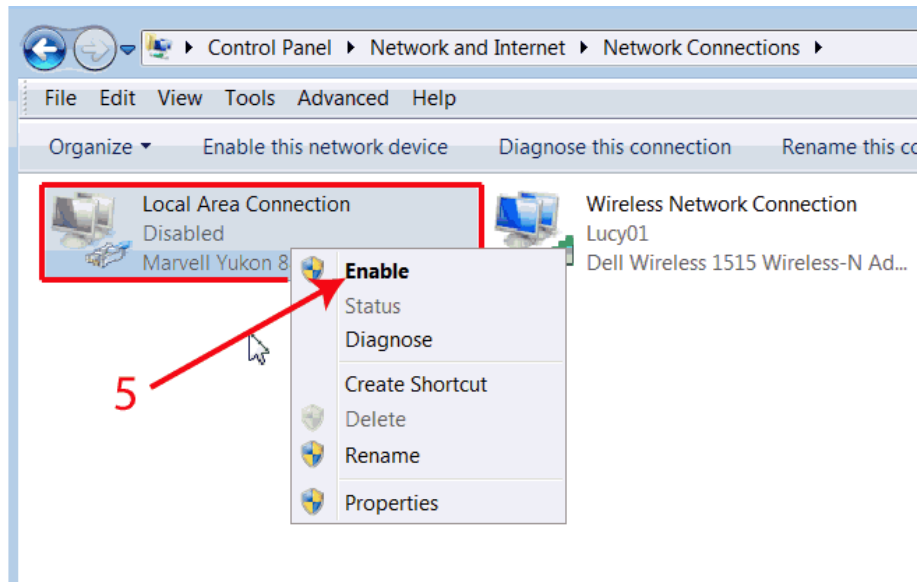 Control Panel Network and Internet Network Connections
File Edit View Tools Advanced Help
Organize Enable this network device Diagnose this connection Rename this
Local Area Connection
Disabled
Marvell Yukon
Wireless Network Connection
Lucy01
Dell Wireless 1515 Wireless-N Ad...
Enable
Status
Diagnose
Create Shortcut
Delete
Rename
Properties
5